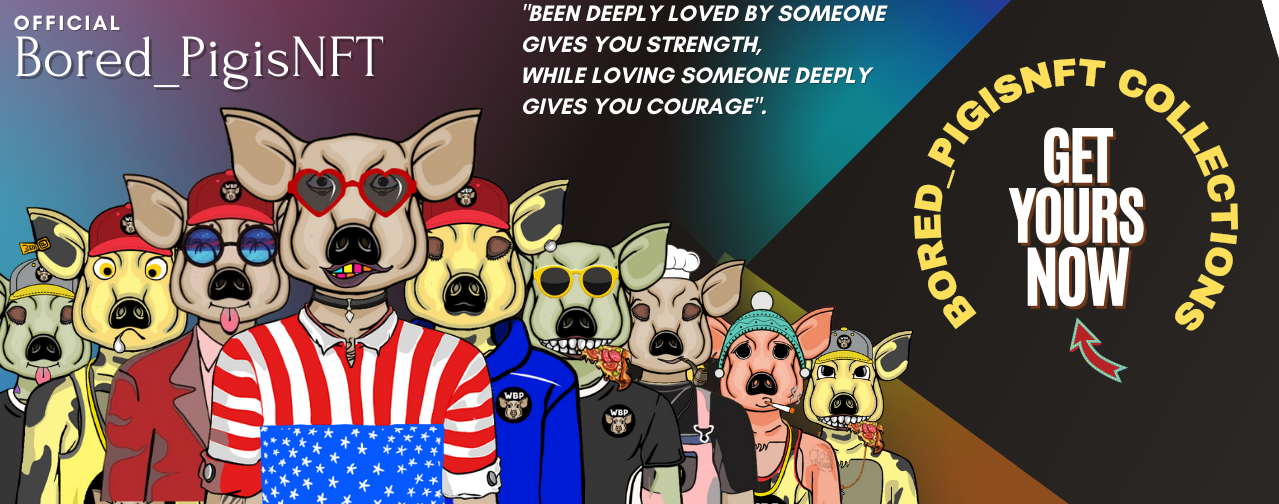 OFFICIAL
Bored_PigisNFT
"BEEN DEEPLY LOVED BY SOMEONE
GIVES YOU STRENGTH,
WHILE LOVING SOMEONE DEEPLY
GIVES YOU COURAGE".
BORED_PIGISNFT COLLECTIONS
GET
YOURS
NOW
WBP
WBP
WBP
WBP